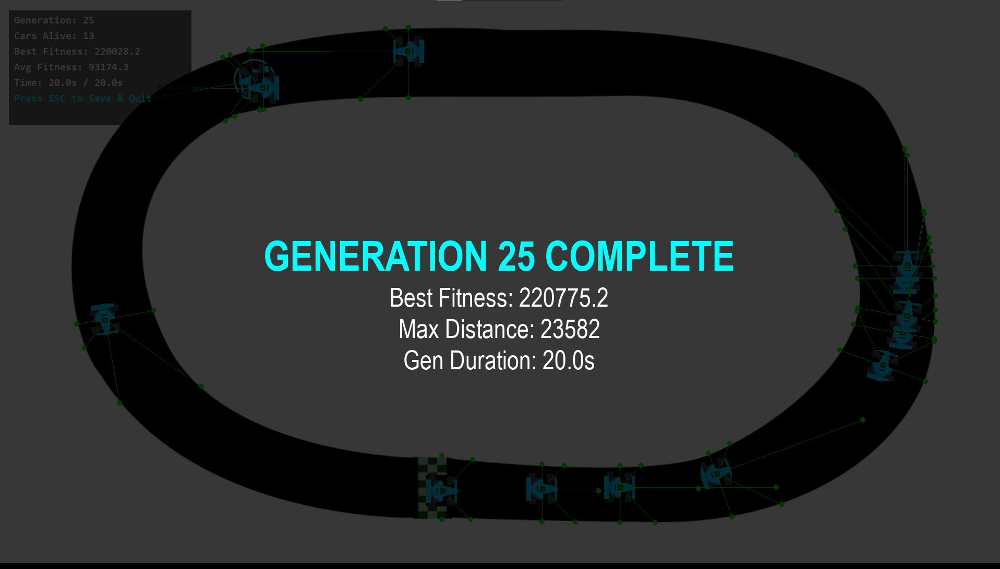 Generation: 25
Cars Alive: 13
Best Fitness: 220028.2
Avg Fitness: 93174.3
Time: 20.0s / 20.0s
Press ESC to Save & Quit
GENERATION 25 COMPLETE
Best Fitness: 220775.2
Max Distance: 23582
Gen Duration: 20.0s